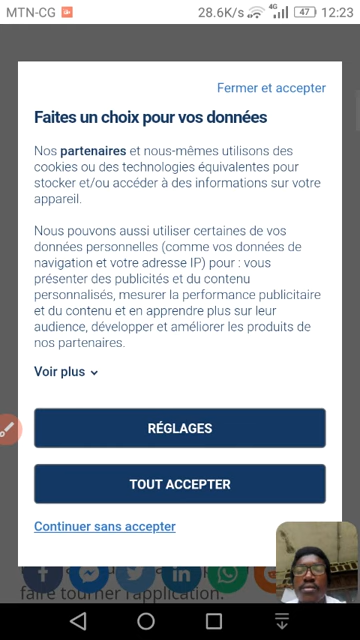 MTN-CG 28.6K/s 4G 47 12:23
Fermer et accepter
Faites un choix pour vos données
Nos partenaires et nous-mêmes utilisons des
cookies ou des technologies équivalentes pour
stocker et/ou accéder à des informations sur votre
appareil.
Nous pouvons aussi utiliser certaines de vos
données personnelles (comme vos données de
navigation et votre adresse IP) pour : vous
présenter des publicités et du contenu
personnalisés, mesurer la performance publicitaire
et du contenu et en apprendre plus sur leur
audience, développer et améliorer les produits de
nos partenaires.
Voir plus
RÉGLAGES
TOUT ACCEPTER
Continuer sans accepter
faire tourner l'application.